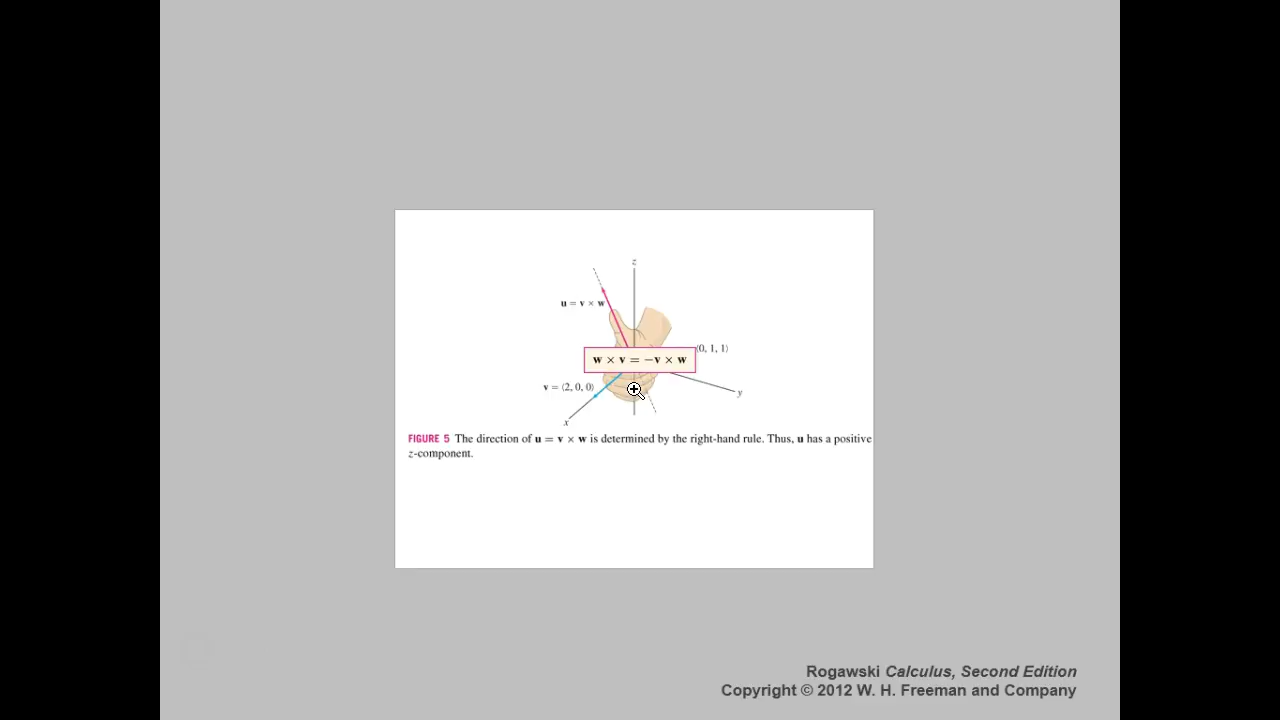 z
u = v × w
(0, 1, 1)
w × v = −v × w
v = (2, 0, 0)
y
x
FIGURE 5 The direction of u = v × w is determined by the right-hand rule. Thus, u has a positive
z-component.
Rogawski Calculus, Second Edition
Copyright © 2012 W. H. Freeman and Company